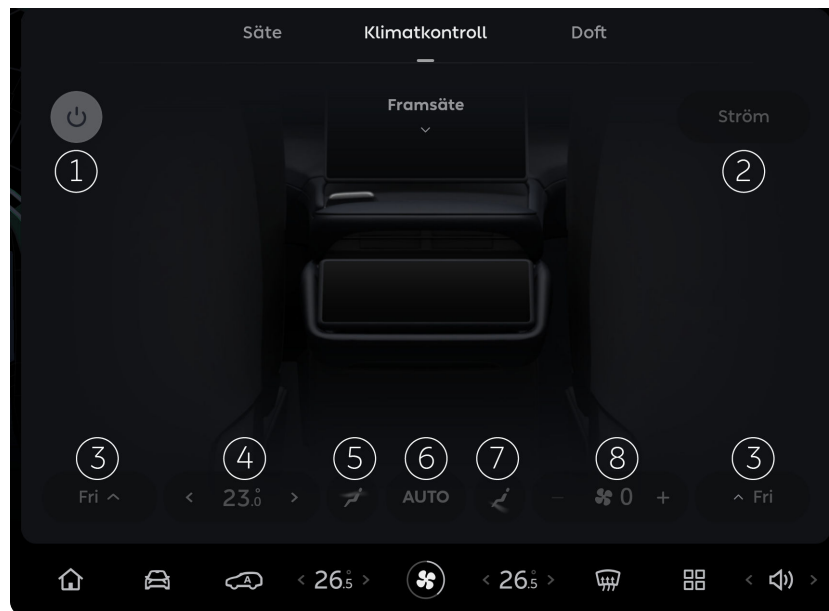 Säte Klimatkontroll Doft
Framsäte
Ström
1 2
3 4 5 6 7 8 3
Fri 23.0° AUTO 0 Fri
A 26.5° 26.5°